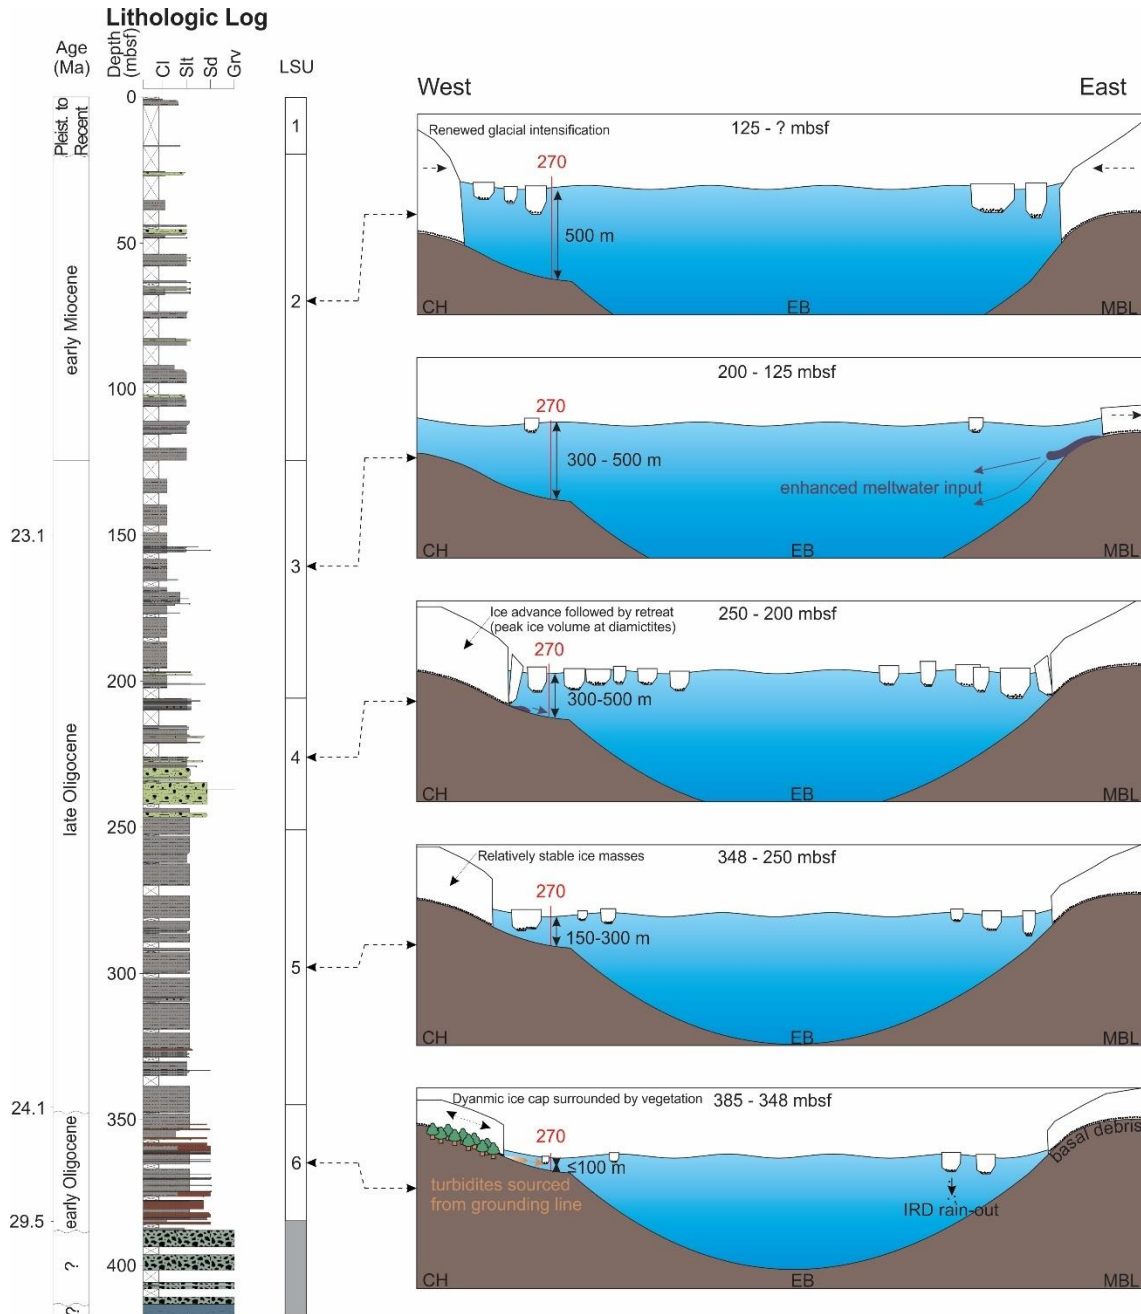 Lithologic Log
Age
(Ma)
Depth
(mbsf)
Cl
Slt
Sd
Grv
LSU
Pleist. to
Recent
early Miocene
late Oligocene
early Oligocene
?
?
23.1
24.1
29.5
0
50
100
150
200
250
300
350
400
1
2
3
4
5
6
West
East
125 - ? mbsf
Renewed glacial intensification
270
500 m
CH
EB
MBL
200 - 125 mbsf
270
300 - 500 m
enhanced meltwater input
CH
EB
MBL
250 - 200 mbsf
Ice advance followed by retreat
(peak ice volume at diamictites)
270
300-500 m
CH
EB
MBL
348 - 250 mbsf
Relatively stable ice masses
270
150-300 m
CH
EB
MBL
Dyanmic ice cap surrounded by vegetation
385 - 348 mbsf
270
≤100 m
basal debris
turbidites sourced
from grounding line
IRD rain-out
CH
EB
MBL